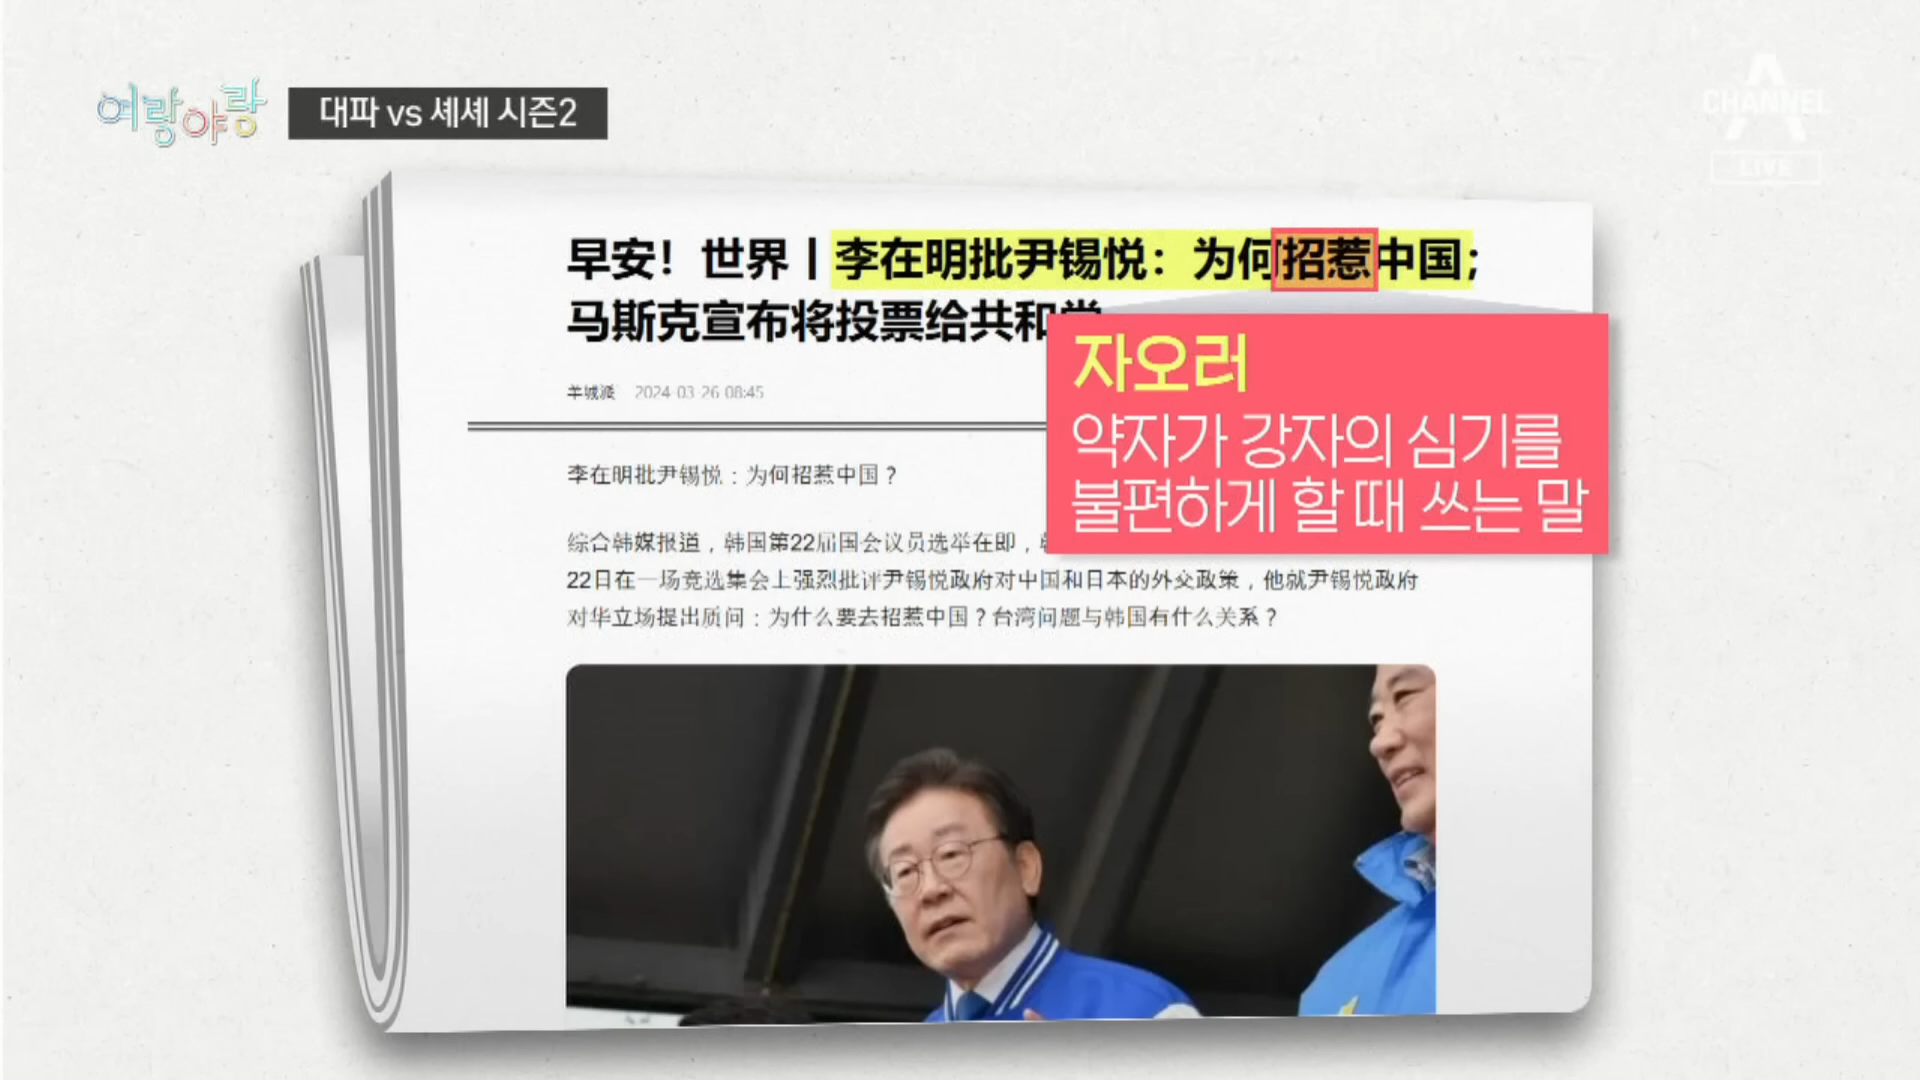 여랑야랑
대파 vs 셰셰 시즌2
CHANNEL A
LIVE
早安！世界丨李在明批尹锡悦：为何招惹中国；
马斯克宣布将投票给共和党
羊城派 2024-03-26 08:45
자오러
약자가 강자의 심기를
불편하게 할 때 쓰는 말
李在明批尹锡悦：为何招惹中国？
综合韩媒报道，韩国第22届国会议员选举在即，
22日在一场竞选集会上强烈批评尹锡悦政府对中国和日本的外交政策，他就尹锡悦政府
对华立场提出质问：为什么要去招惹中国？台湾问题与韩国有什么关系？